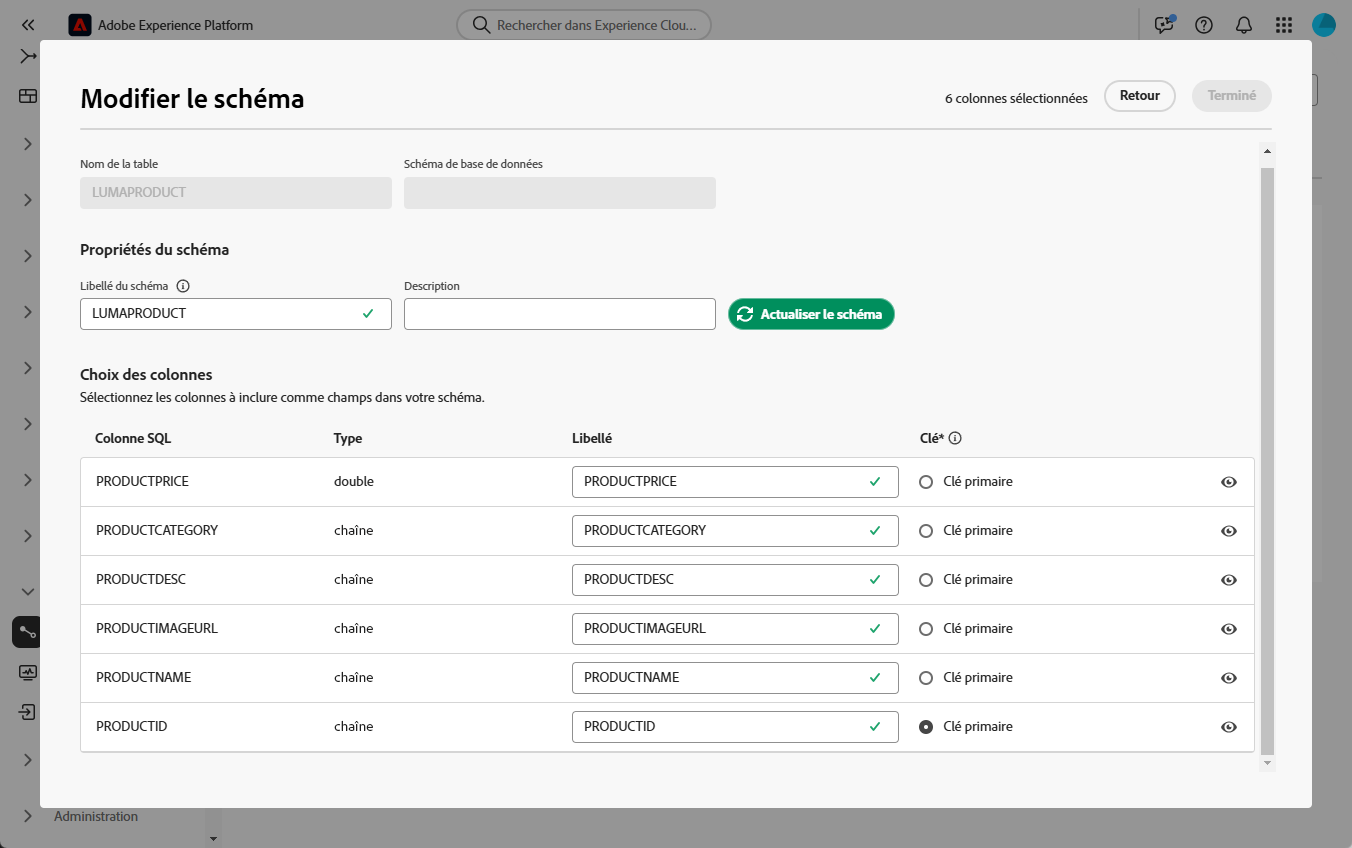 Adobe Experience Platform
Rechercher dans Experience Clou...
Modifier le schéma
6 colonnes sélectionnées
Retour
Terminé
Nom de la table
Schéma de base de données
LUMAPRODUCT
Propriétés du schéma
Libellé du schéma
Description
LUMAPRODUCT
Actualiser le schéma
Choix des colonnes
Sélectionnez les colonnes à inclure comme champs dans votre schéma.
Colonne SQL Type Libellé Clé*
PRODUCTPRICE double PRODUCTPRICE Clé primaire
PRODUCTCATEGORY chaîne PRODUCTCATEGORY Clé primaire
PRODUCTDESC chaîne PRODUCTDESC Clé primaire
PRODUCTIMAGEURL chaîne PRODUCTIMAGEURL Clé primaire
PRODUCTNAME chaîne PRODUCTNAME Clé primaire
PRODUCTID chaîne PRODUCTID Clé primaire
Administration